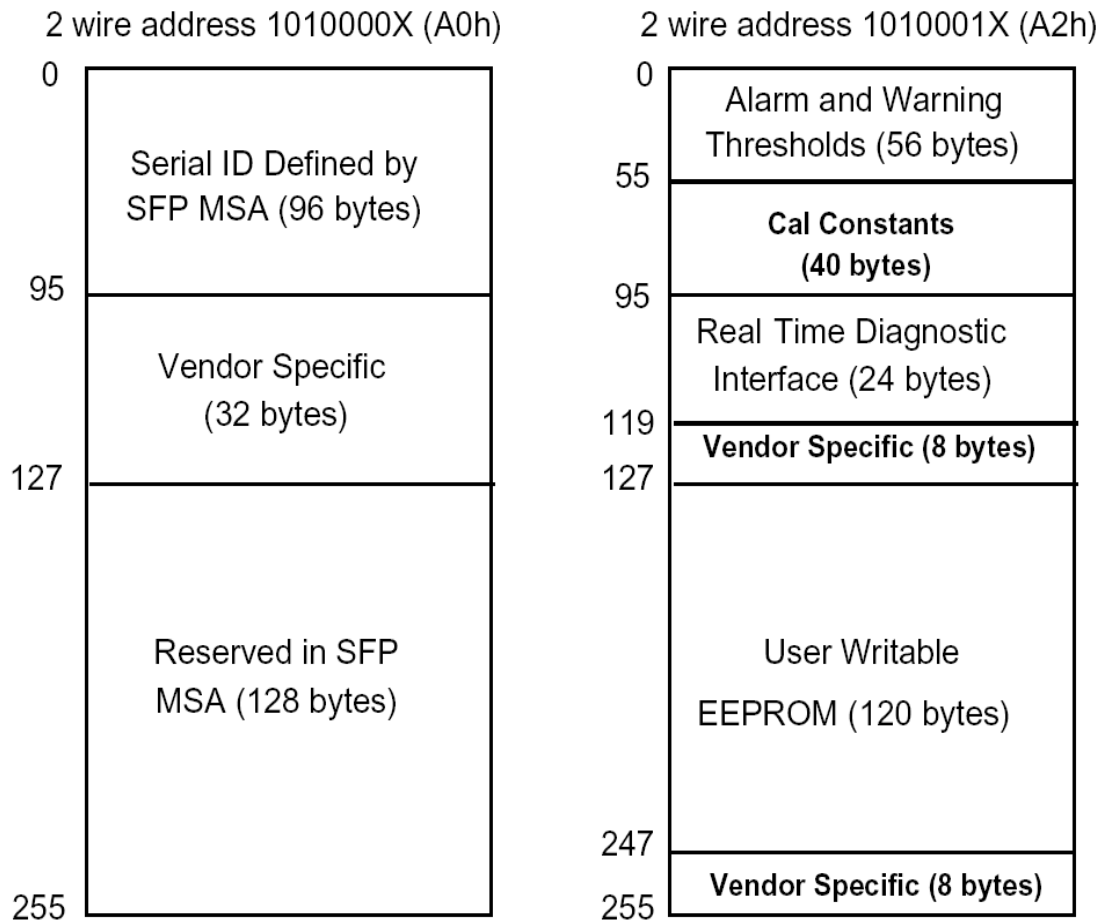 2 wire address 1010000X (A0h)
0
Serial ID Defined by
SFP MSA (96 bytes)
95
Vendor Specific
(32 bytes)
127
Reserved in SFP
MSA (128 bytes)
255
2 wire address 1010001X (A2h)
0
Alarm and Warning
Thresholds (56 bytes)
55
Cal Constants
(40 bytes)
95
Real Time Diagnostic
Interface (24 bytes)
119
Vendor Specific (8 bytes)
127
User Writable
EEPROM (120 bytes)
247
Vendor Specific (8 bytes)
255